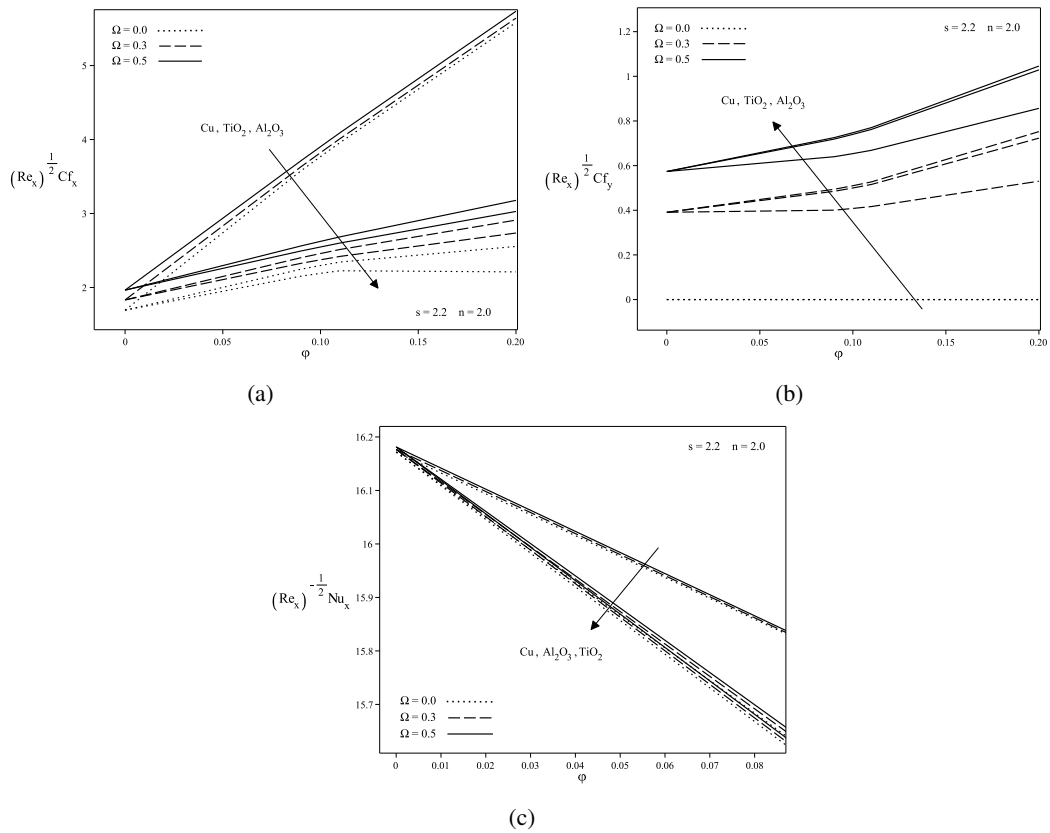 Ω = 0.0
Ω = 0.3
Ω = 0.5
5
4
3
2
Cu , TiO₂ , Al₂O₃
(Reₓ)^(1/2) Cfₓ
s = 2.2 n = 2.0
0 0.05 0.10 0.15 0.20
φ
(a)
Ω = 0.0
Ω = 0.3
Ω = 0.5
s = 2.2 n = 2.0
1.2
1
0.8
0.6
0.4
0.2
0
Cu , TiO₂ , Al₂O₃
(Reₓ)^(1/2) Cf_y
0 0.05 0.10 0.15 0.20
φ
(b)
s = 2.2 n = 2.0
16.2
16.1
16
15.9
15.8
15.7
(Reₓ)^(-1/2) Nuₓ
Cu , Al₂O₃ , TiO₂
Ω = 0.0
Ω = 0.3
Ω = 0.5
0 0.01 0.02 0.03 0.04 0.05 0.06 0.07 0.08
φ
(c)